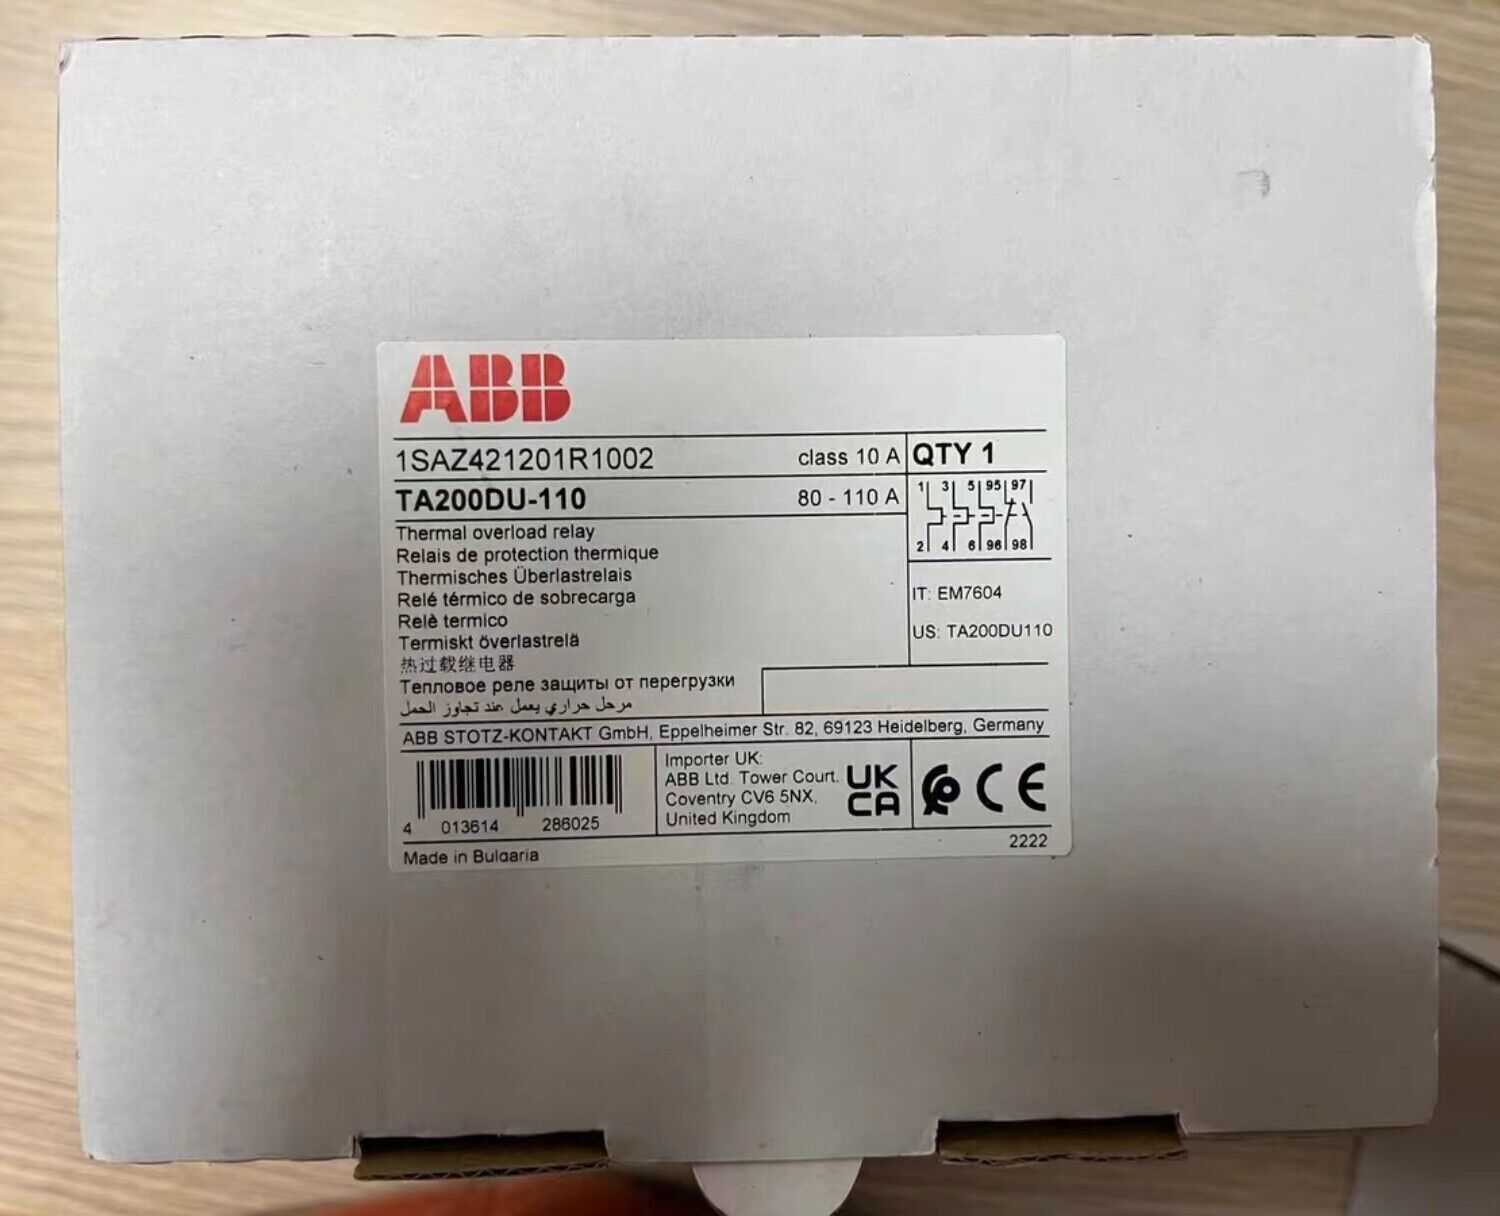 ABB
1SAZ421201R1002 class 10 A QTY 1
TA200DU-110 80 - 110 A
1 3 5 95 97
2 4 6 96 98
Thermal overload relay
Relais de protection thermique
Thermisches Überlastrelais
Relé térmico de sobrecarga
Relè termico
Termiskt överlastrelä
热过载继电器
Тепловое реле защиты от перегрузки
مرحل حراري يعمل عند تجاوز الحمل
IT: EM7604
US: TA200DU110
ABB STOTZ-KONTAKT GmbH, Eppelheimer Str. 82, 69123 Heidelberg, Germany
4 013614 286025
Importer UK:
ABB Ltd. Tower Court.
Coventry CV6 5NX,
United Kingdom
UK
CA
CE
2222
Made in Bulgaria